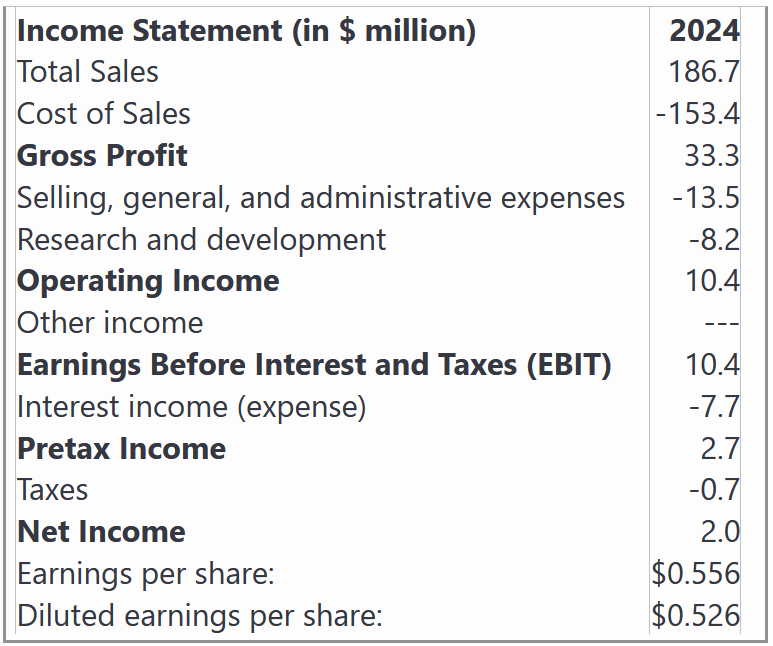 Income Statement (in $ million) 2024
Total Sales 186.7
Cost of Sales -153.4
Gross Profit 33.3
Selling, general, and administrative expenses -13.5
Research and development -8.2
Operating Income 10.4
Other income ---
Earnings Before Interest and Taxes (EBIT) 10.4
Interest income (expense) -7.7
Pretax Income 2.7
Taxes -0.7
Net Income 2.0
Earnings per share: $0.556
Diluted earnings per share: $0.526